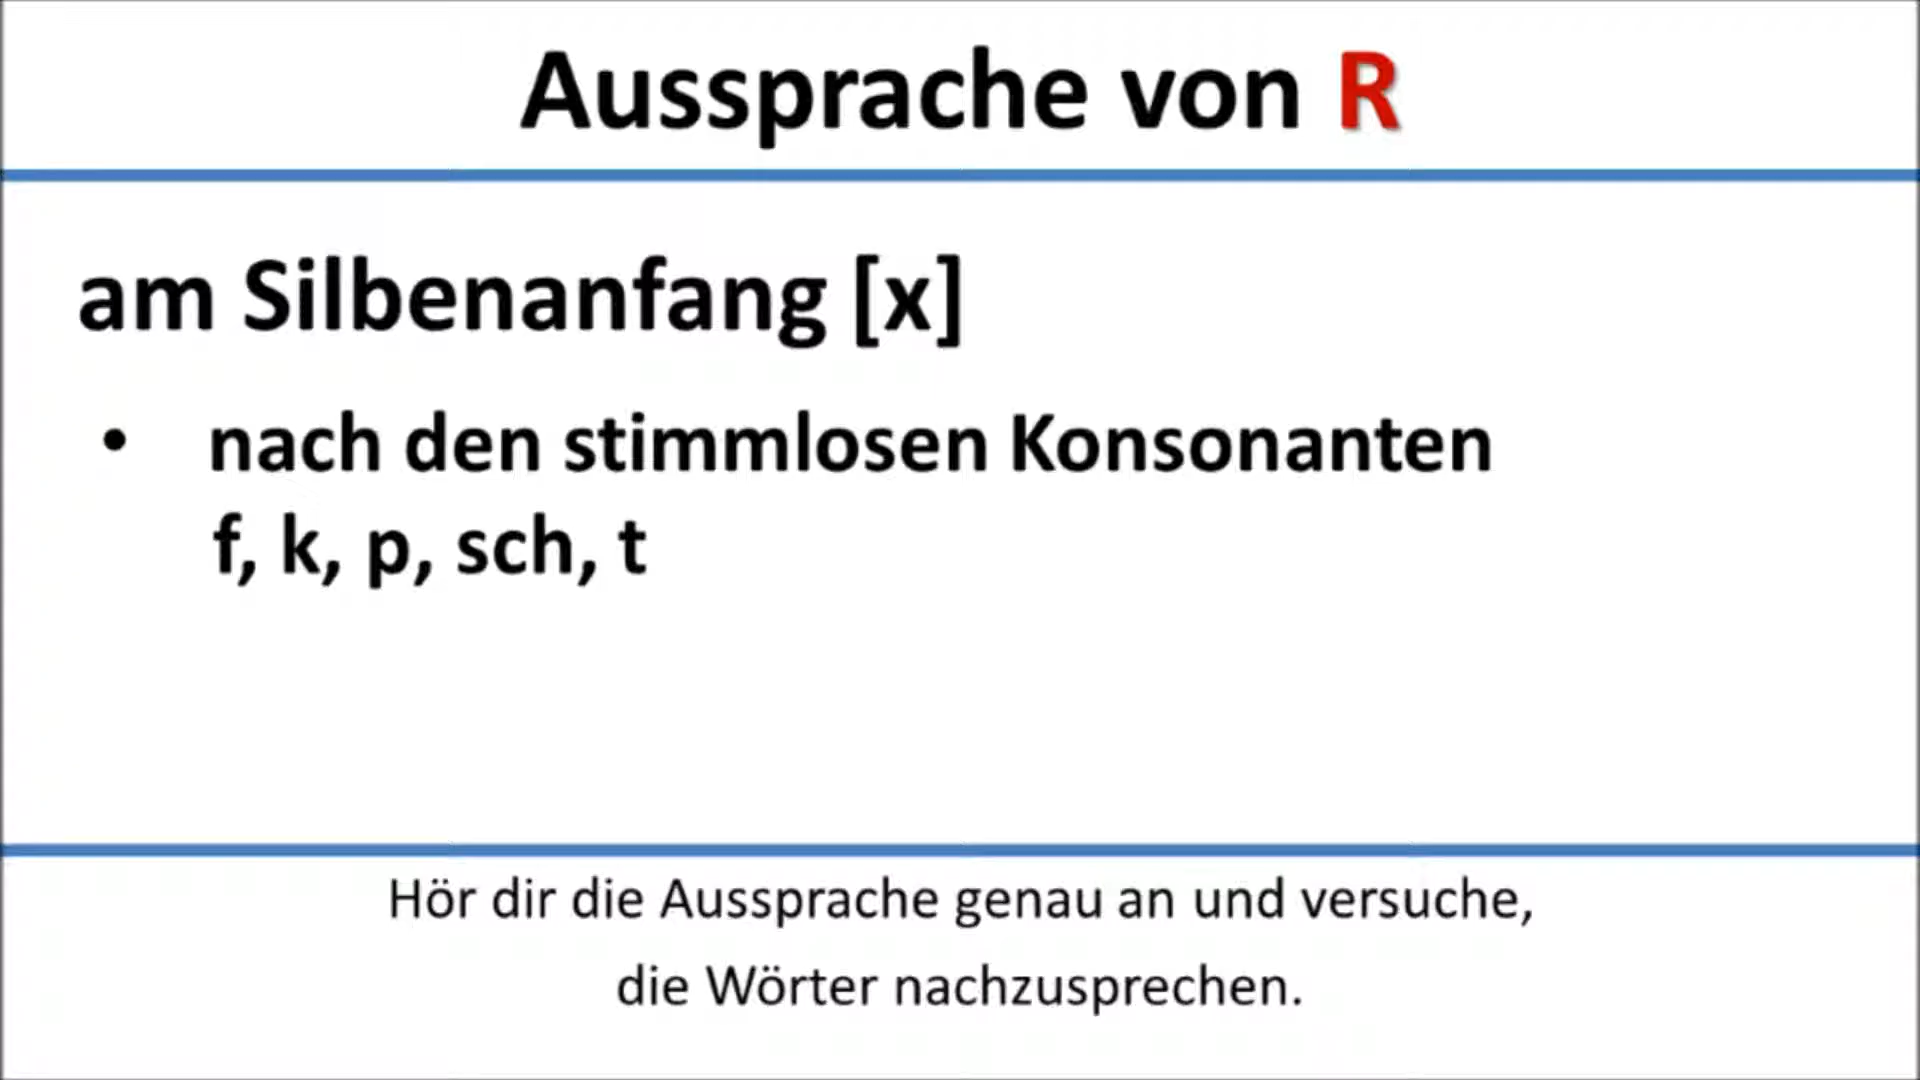 Aussprache von R
am Silbenanfang [x]
• nach den stimmlosen Konsonanten
f, k, p, sch, t
Hör dir die Aussprache genau an und versuche,
die Wörter nachzusprechen.